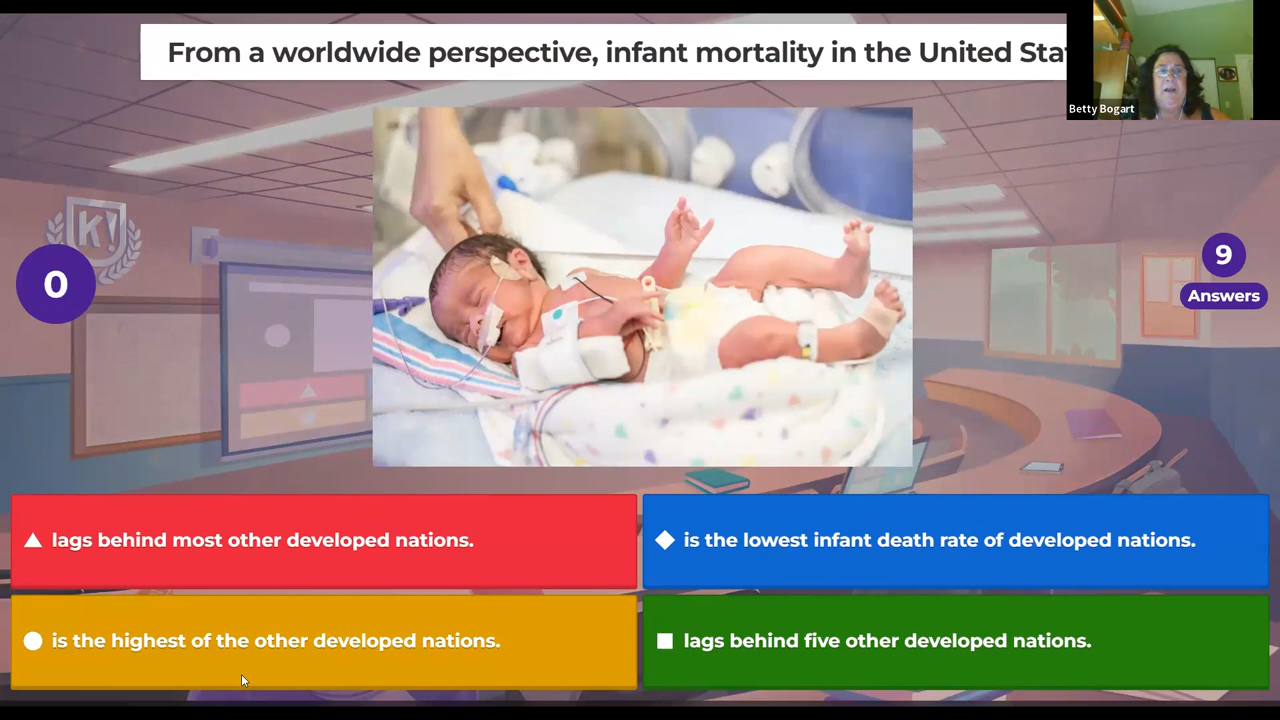 From a worldwide perspective, infant mortality in the United
Betty Bogart
K!
0
9
Answers
lags behind most other developed nations.
is the lowest infant death rate of developed nations.
is the highest of the other developed nations.
lags behind five other developed nations.